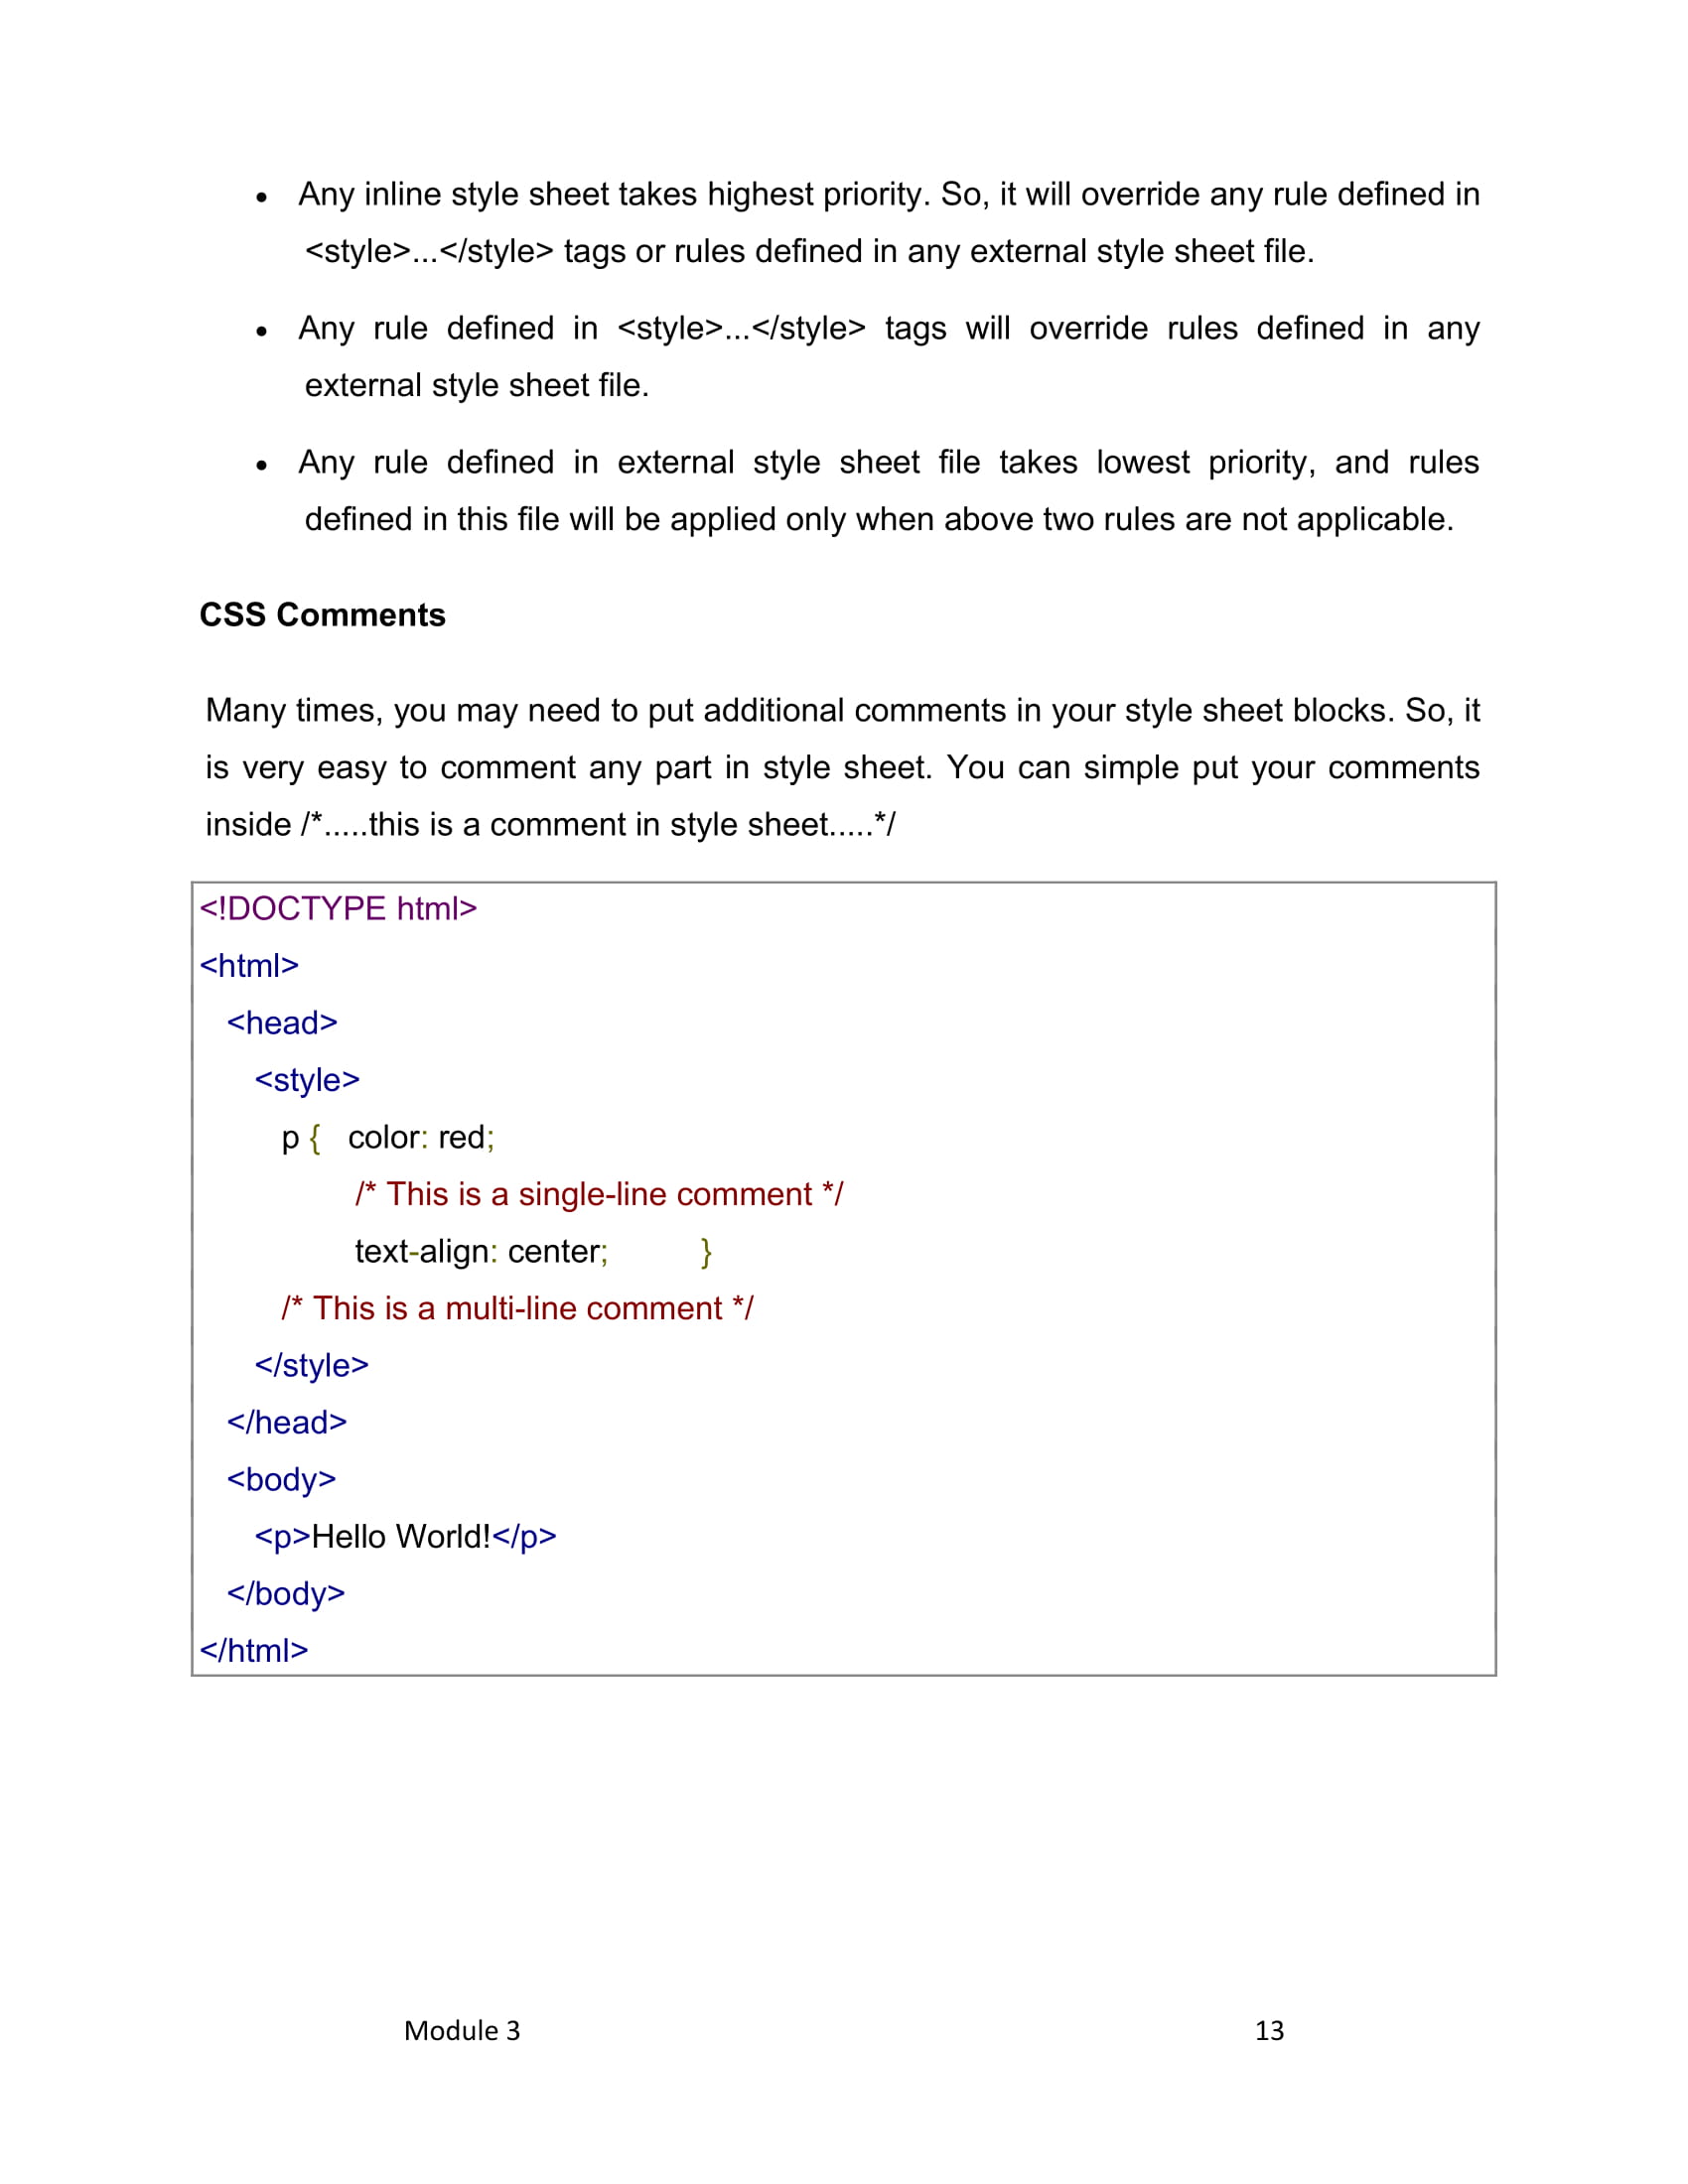 • Any inline style sheet takes highest priority. So, it will override any rule defined in
<style>...</style> tags or rules defined in any external style sheet file.
• Any rule defined in <style>...</style> tags will override rules defined in any
external style sheet file.
• Any rule defined in external style sheet file takes lowest priority, and rules
defined in this file will be applied only when above two rules are not applicable.
CSS Comments
Many times, you may need to put additional comments in your style sheet blocks. So, it
is very easy to comment any part in style sheet. You can simple put your comments
inside /*.....this is a comment in style sheet.....*/
<!DOCTYPE html>
<html>
<head>
<style>
p { color: red;
/* This is a single-line comment */
text-align: center; }
/* This is a multi-line comment */
</style>
</head>
<body>
<p>Hello World!</p>
</body>
</html>
Module 3 13